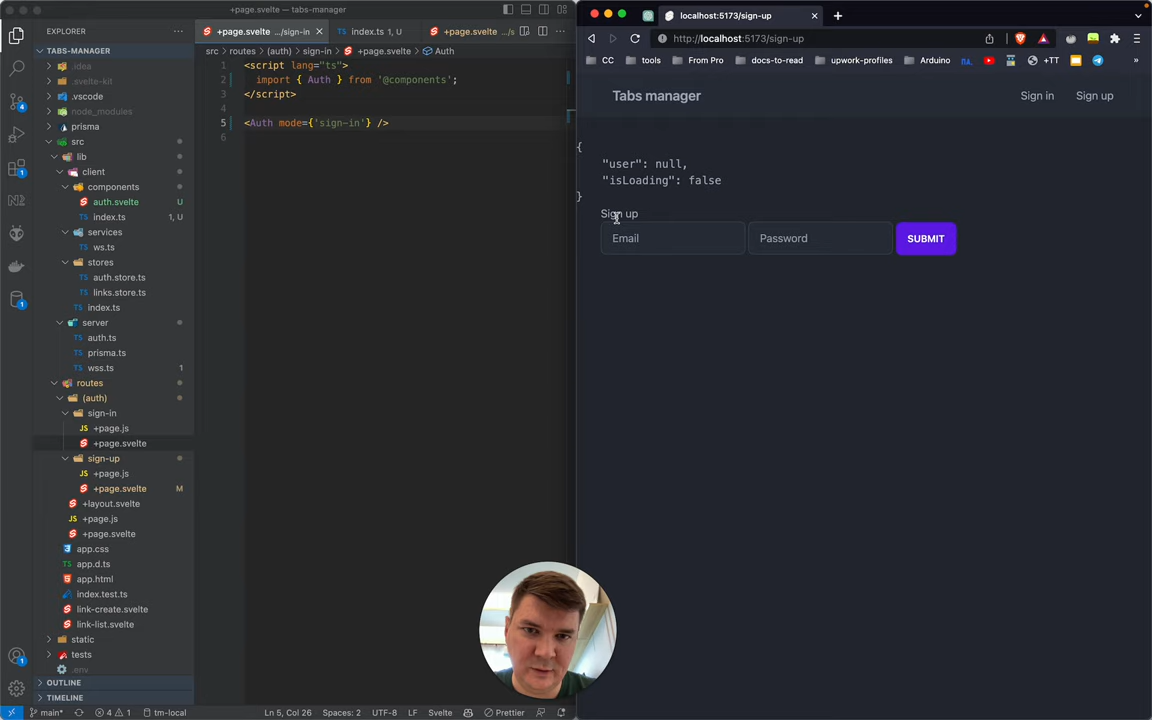 +page.svelte — tabs-manager
EXPLORER
TABS-MANAGER
.idea
.svelte-kit
.vscode
node_modules
prisma
src
lib
client
components
auth.svelte U
index.ts 1, U
services
ws.ts
stores
auth.store.ts
links.store.ts
index.ts
server
auth.ts
prisma.ts
wss.ts 1
routes
(auth)
sign-in
+page.js
+page.svelte
sign-up
+page.js
+page.svelte M
+layout.svelte
+page.js
+page.svelte
app.css
app.d.ts
app.html
index.test.ts
link-create.svelte
link-list.svelte
static
tests
.env
OUTLINE
TIMELINE
4
1
2
1
1
+page.svelte .../sign-in
index.ts 1, U
+page.svelte .../s
src > routes > (auth) > sign-in > +page.svelte > Auth
1 <script lang="ts">
2 import { Auth } from '@components';
3 </script>
4
5 <Auth mode={'sign-in'} />
6
main* 4 1 tm-local Ln 5, Col 26 Spaces: 2 UTF-8 LF Svelte Prettier
localhost:5173/sign-up
http://localhost:5173/sign-up
CC tools From Pro docs-to-read upwork-profiles Arduino +TT »
Tabs manager Sign in Sign up
{
"user": null,
"isLoading": false
}
Sign up
Email Password SUBMIT